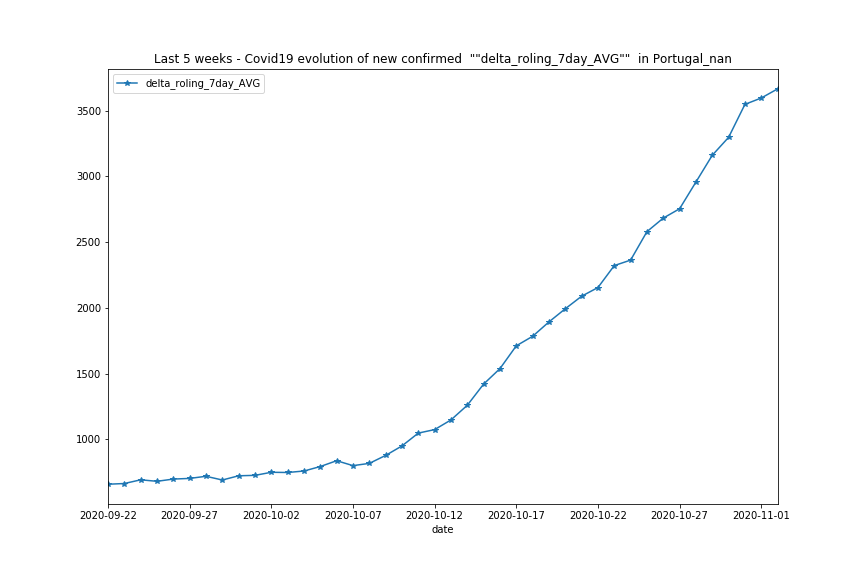 Last 5 weeks - Covid19 evolution of new confirmed  ""delta_roling_7day_AVG""  in Portugal_nan
delta_roling_7day_AVG
3500
3000
2500
2000
1500
1000
2020-09-22 2020-09-27 2020-10-02 2020-10-07 2020-10-12 2020-10-17 2020-10-22 2020-10-27 2020-11-01
date